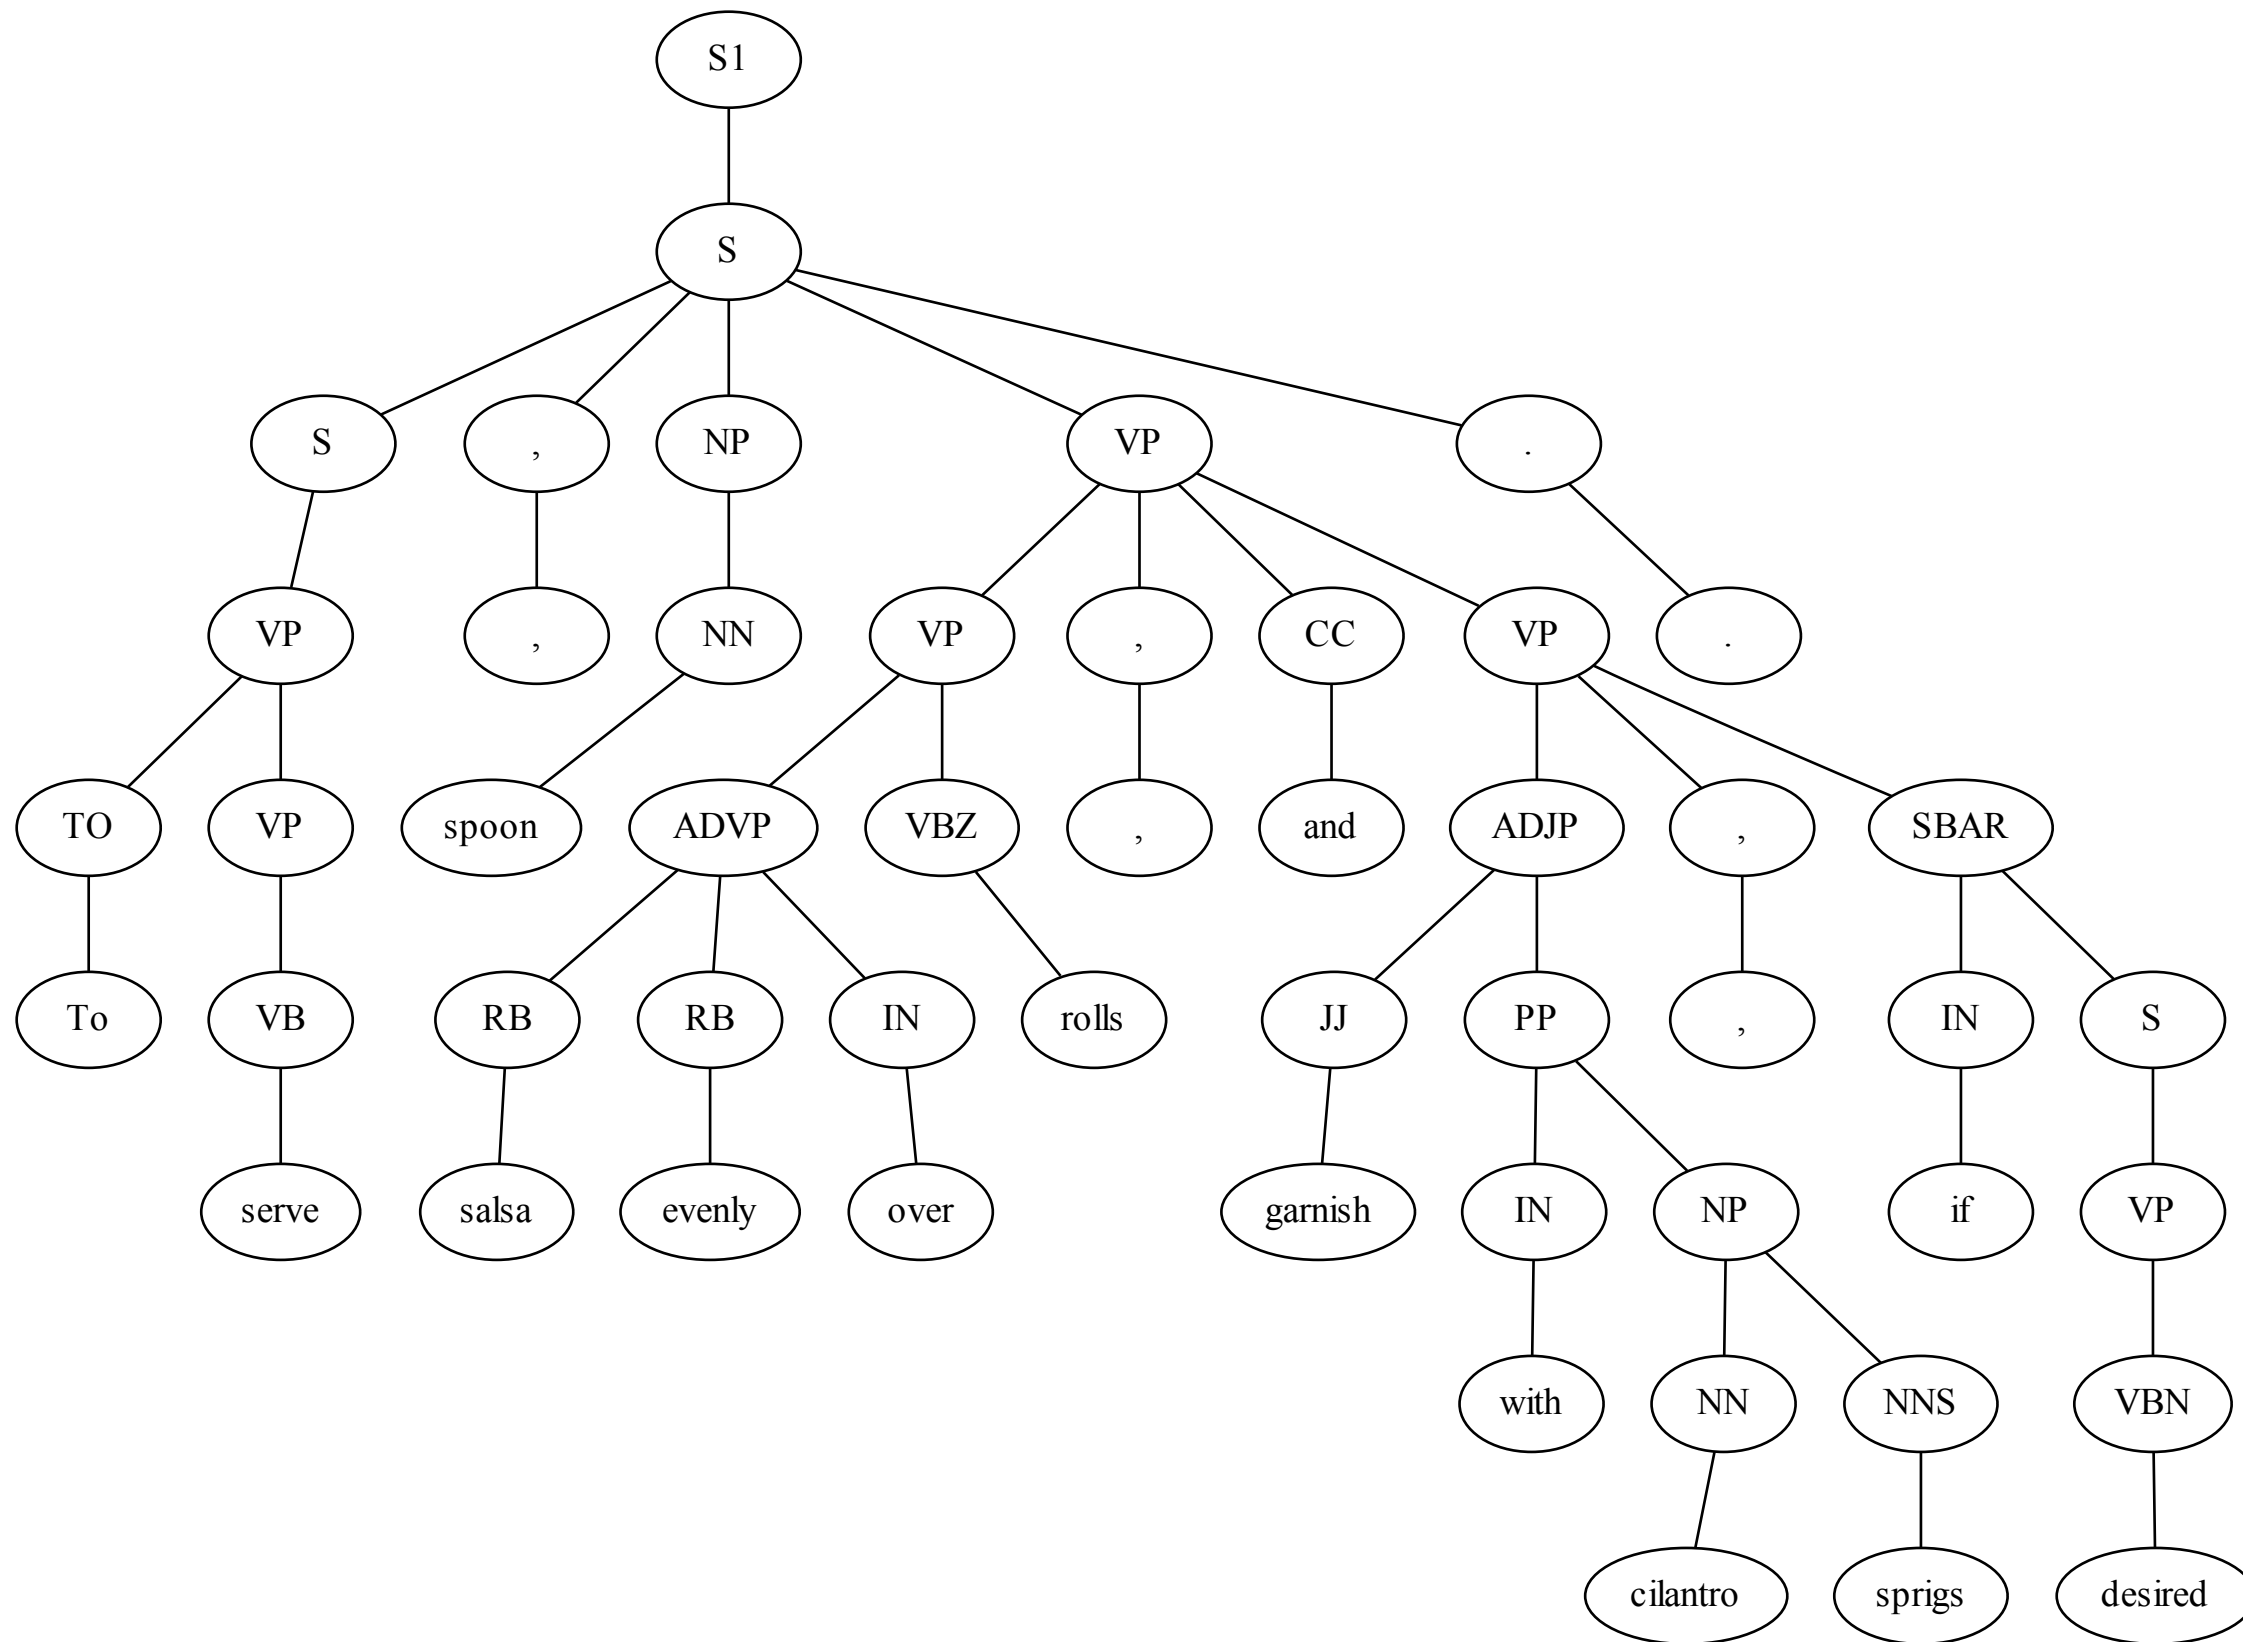 S1
S
S , NP VP .
VP , NN VP , CC VP .
TO VP spoon ADVP VBZ , and ADJP , SBAR
To VB RB RB IN rolls JJ PP , IN S
serve salsa evenly over garnish IN NP if VP
with NN NNS VBN
cilantro sprigs desired